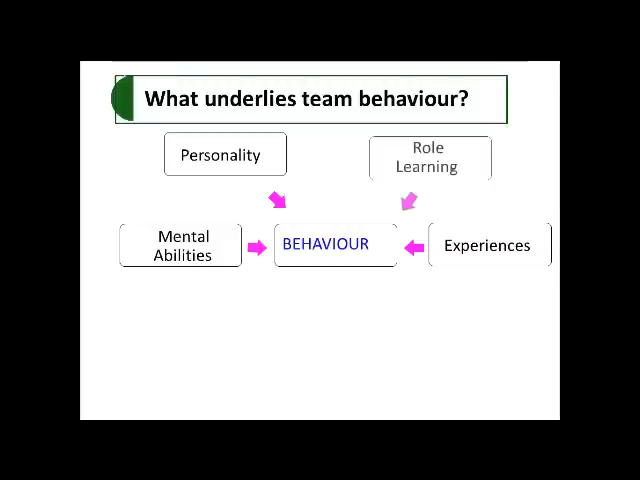 What underlies team behaviour?
Personality
Role
Learning
Mental
Abilities
BEHAVIOUR
Experiences